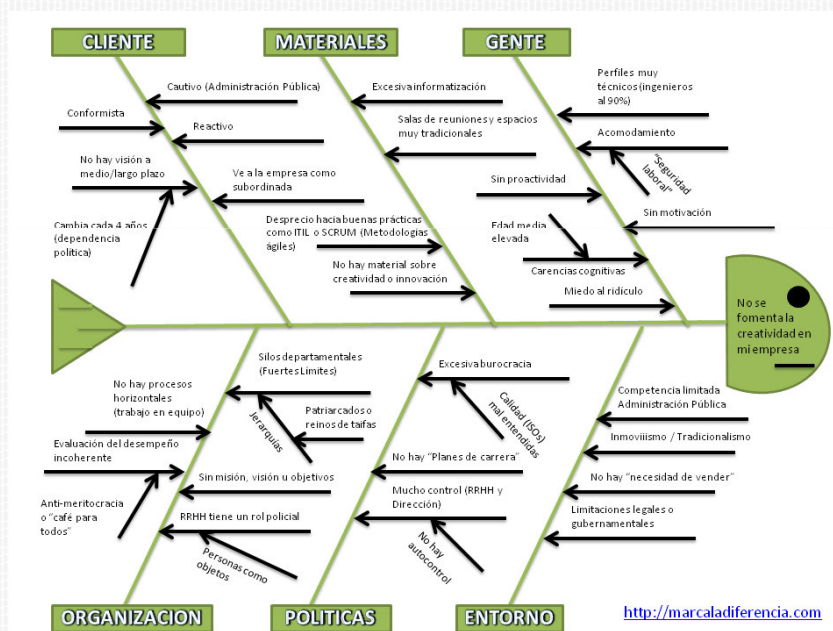 CLIENTE
MATERIALES
GENTE
Cautivo (Administración Pública)
Conformista
Reactivo
No hay visión a
medio/largo plazo
Ve a la empresa como
subordinada
Cambia cada 4 años
(dependencia
política)
Excesiva informatización
Salas de reuniones y espacios
muy tradicionales
Desprecio hacia buenas prácticas
como ITIL o SCRUM (Metodologías
ágiles)
No hay material sobre
creatividad o innovación
Perfiles muy
técnicos (ingenieros
al 90%)
Acomodamiento
"Seguridad
laboral"
Sin proactividad
Sin motivación
Edad media
elevada
Carencias cognitivas
Miedo al ridículo
No se
fomenta la
creatividad en
mi empresa
Silos departamentales
(Fuertes Límites)
No hay procesos
horizontales
(trabajo en equipo)
Jerarquías
Patriarcados o
reinos de taifas
Evaluación del desempeño
incoherente
Sin misión, visión u objetivos
Anti-meritocracia
o "café para
todos"
RRHH tiene un rol policial
Personas como
objetos
Excesiva burocracia
Calidad (ISOs)
mal entendidas
No hay "Planes de carrera"
Mucho control (RRHH y
Dirección)
No hay
autocontrol
Competencia limitada
Administración Pública
Inmovilismo / Tradicionalismo
No hay "necesidad de vender"
Limitaciones legales o
gubernamentales
ORGANIZACION
POLITICAS
ENTORNO
http://marcaladiferencia.com